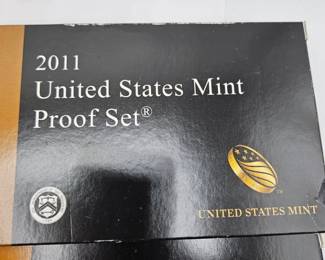 2011
United States Mint
Proof Set®
UNITED STATES MINT